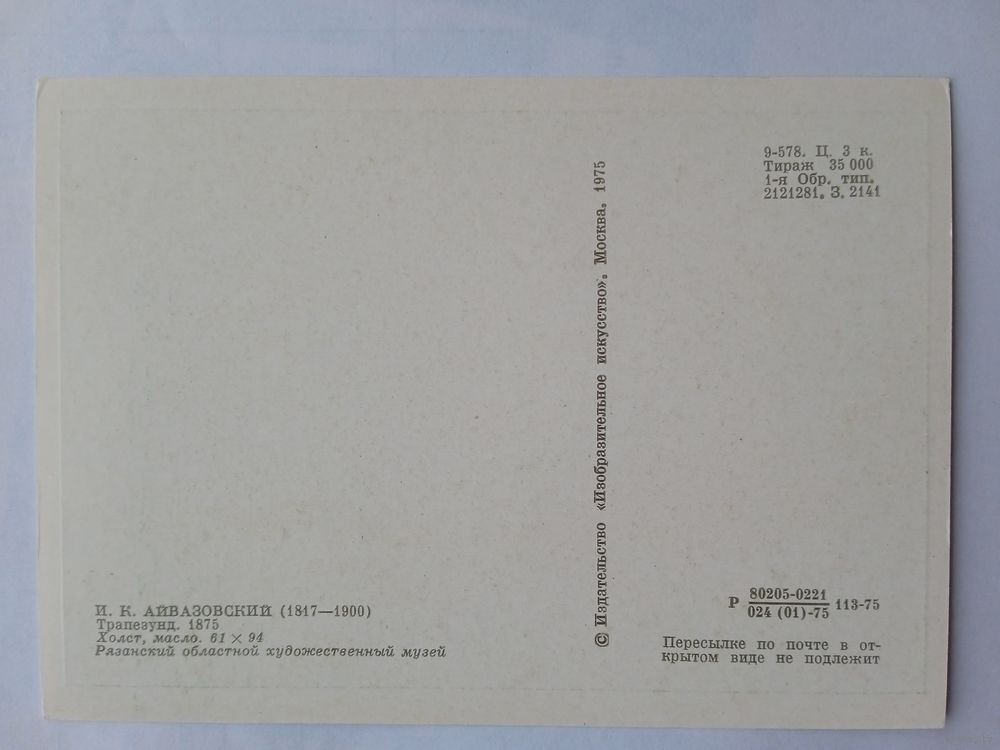 9-578. Ц. 3 к.
Тираж 35 000
1-я Обр. тип.
2121281. З. 2141
© Издательство «Изобразительное искусство». Москва. 1975
И. К. АЙВАЗОВСКИЙ (1817—1900)
Трапезунд. 1875
Холст, масло. 61 × 94
Рязанский областной художественный музей
Р 80205-0221
024 (01)-75 113-75
Пересылке по почте в от-
крытом виде не подлежит